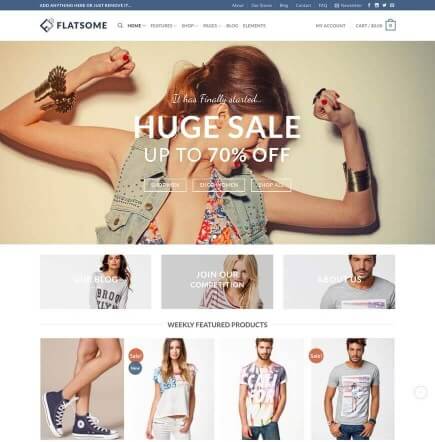 ADD ANYTHING HERE OR JUST REMOVE IT...
About Our Stores Blog Contact FAQ Newsletter
FLATSOME
HOME FEATURES SHOP PAGES BLOG ELEMENTS
MY ACCOUNT CART / $0.00 0
It has Finally started...
HUGE SALE
UP TO 70% OFF
SHOP MEN SHOP WOMEN SHOP ALL
OUR BLOG
JOIN OUR
COMPETITION
ABOUT US
WEEKLY FEATURED PRODUCTS
Sale!
New
Sale!